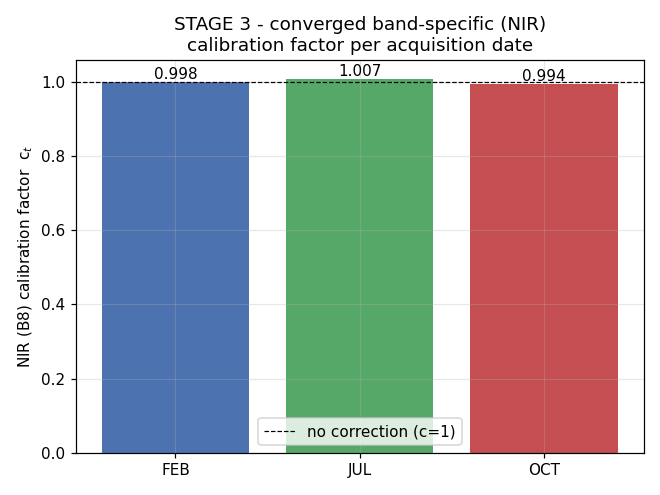 STAGE 3 - converged band-specific (NIR)
calibration factor per acquisition date
NIR (B8) calibration factor  cₜ
1.0
0.8
0.6
0.4
0.2
0.0
0.998
1.007
0.994
no correction (c=1)
FEB
JUL
OCT